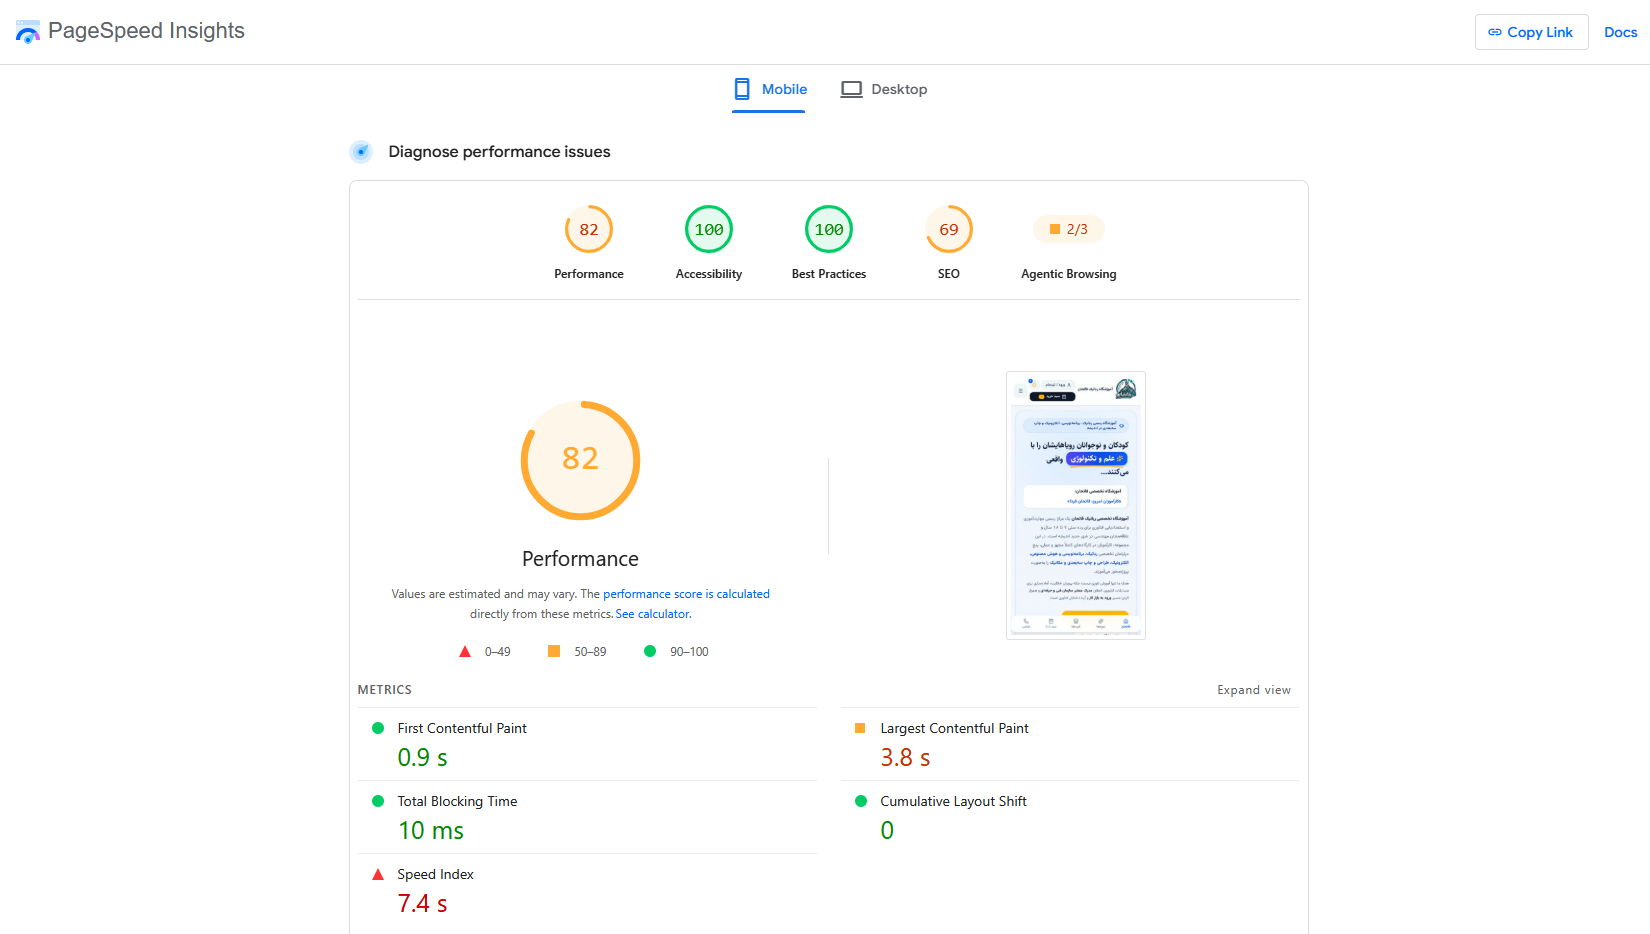 PageSpeed Insights
Copy Link
Docs
Mobile
Desktop
Diagnose performance issues
82
100
100
69
2/3
Performance
Accessibility
Best Practices
SEO
Agentic Browsing
82
Performance
Values are estimated and may vary. The performance score is calculated
directly from these metrics. See calculator.
0–49
50–89
90–100
کودکان و نوجوانان رویاهایشان را با
علم و تکنولوژی واقعی
می‌کنند...
METRICS
Expand view
First Contentful Paint
0.9 s
Largest Contentful Paint
3.8 s
Total Blocking Time
10 ms
Cumulative Layout Shift
0
Speed Index
7.4 s